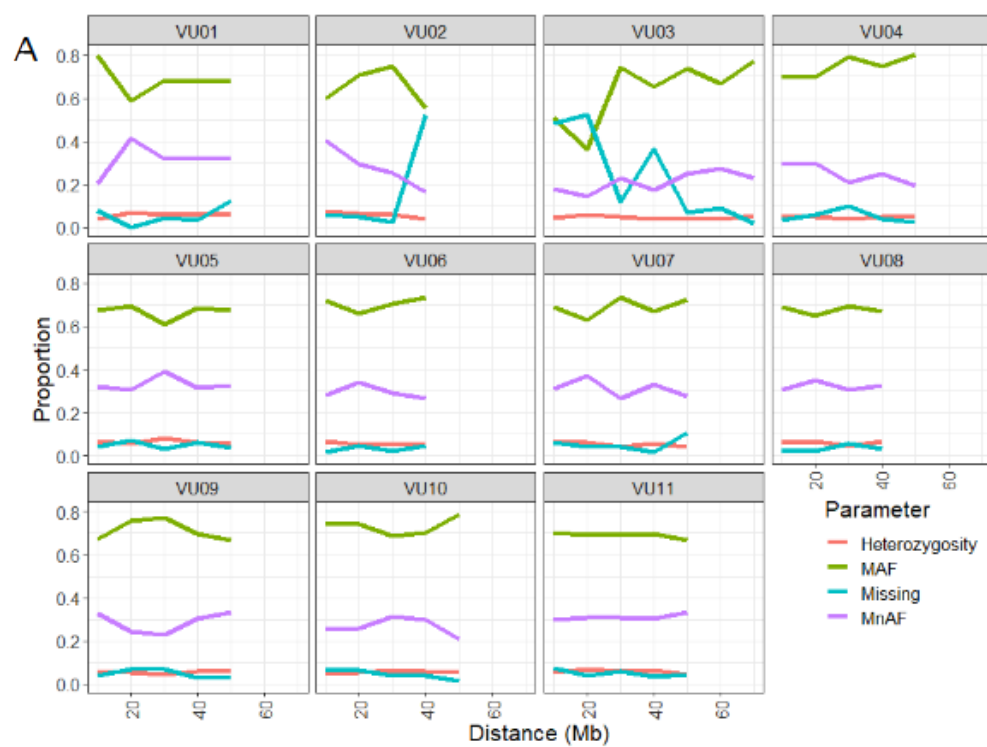 A
VU01 VU02 VU03 VU04
0.8
0.6
0.4
0.2
0.0
VU05 VU06 VU07 VU08
0.8
0.6
0.4
0.2
0.0
20 40 60
VU09 VU10 VU11
0.8
0.6
0.4
0.2
0.0
20 40 60 20 40 60 20 40 60
Proportion
Distance (Mb)
Parameter
Heterozygosity
MAF
Missing
MnAF